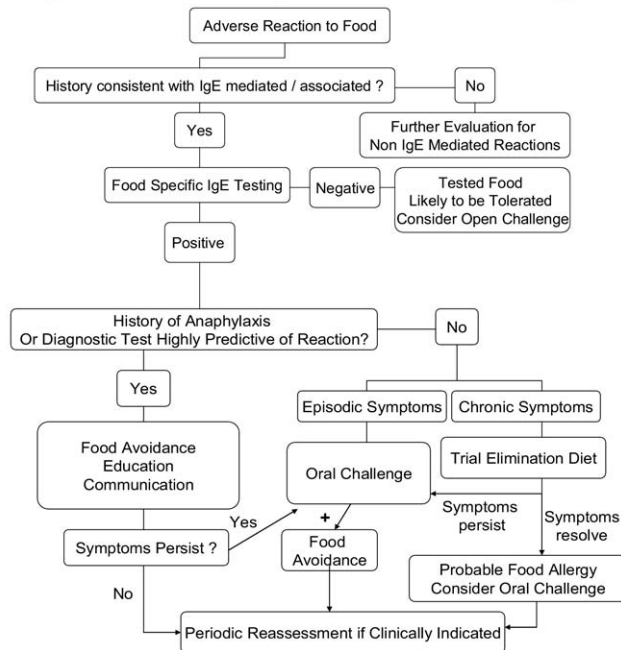 Adverse Reaction to Food
History consistent with IgE mediated / associated ?
No
Yes
Further Evaluation for
Non IgE Mediated Reactions
Food Specific IgE Testing
Negative
Tested Food
Likely to be Tolerated
Consider Open Challenge
Positive
History of Anaphylaxis
Or Diagnostic Test Highly Predictive of Reaction?
No
Yes
Episodic Symptoms
Chronic Symptoms
Food Avoidance
Education
Communication
Oral Challenge
Trial Elimination Diet
Symptoms
persist
Symptoms
resolve
Yes
+
Symptoms Persist ?
Food
Avoidance
Probable Food Allergy
Consider Oral Challenge
No
Periodic Reassessment if Clinically Indicated